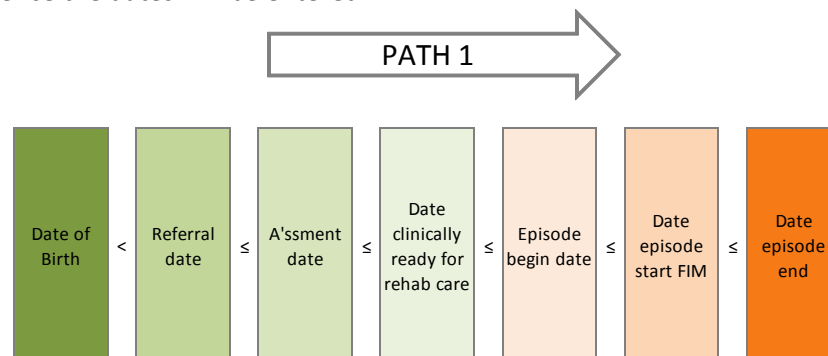 PATH 1
Date of
Birth
<
Referral
date
≤
A'ssment
date
≤
Date
clinically
ready for
rehab care
≤
Episode
begin date
≤
Date
episode
start FIM
≤
Date
episode
end